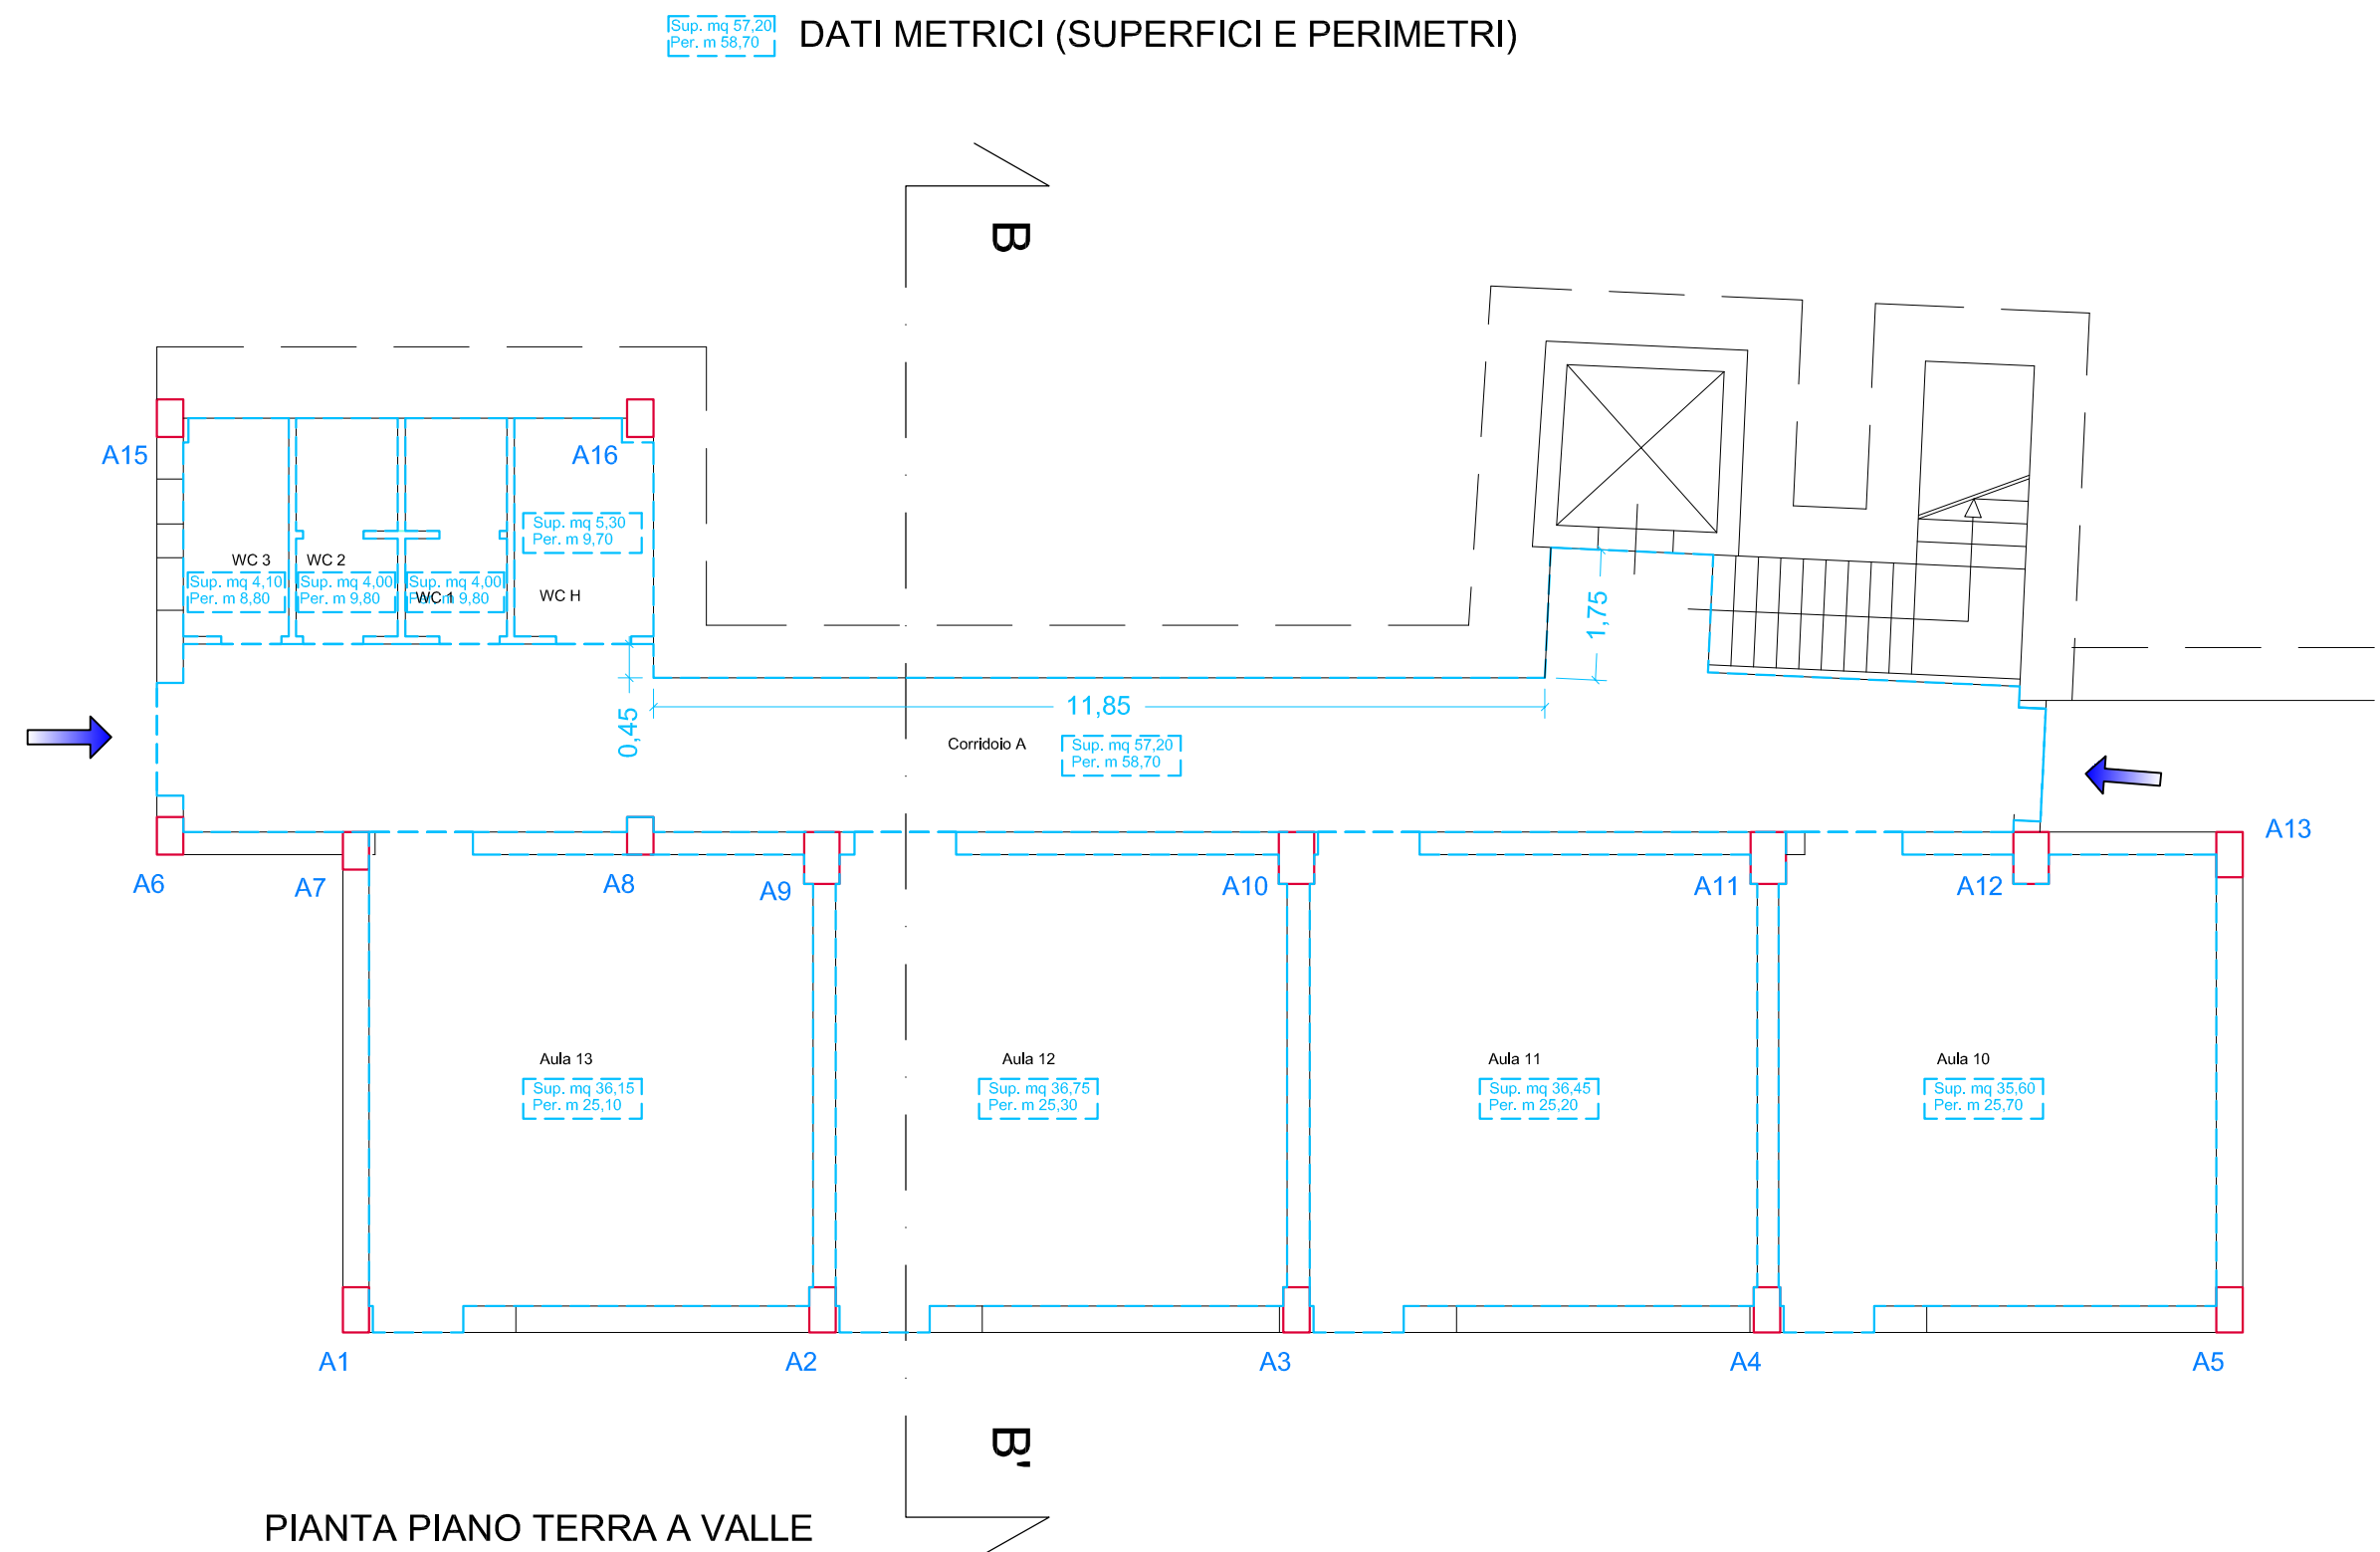 Sup. mq 57,20
Per. m 58,70
DATI METRICI (SUPERFICI E PERIMETRI)
B
A15
A16
Sup. mq 5,30
Per. m 9,70
WC 3
WC 2
Sup. mq 4,10
Per. m 8,80
Sup. mq 4,00
Per. m 9,80
Sup. mq 4,00
Per. m 9,80
WC 1
WC H
1,75
0,45
11,85
Corridoio A
Sup. mq 57,20
Per. m 58,70
A13
A6
A7
A8
A9
A10
A11
A12
Aula 13
Sup. mq 36,15
Per. m 25,10
Aula 12
Sup. mq 36,75
Per. m 25,30
Aula 11
Sup. mq 36,45
Per. m 25,20
Aula 10
Sup. mq 35,60
Per. m 25,70
A1
A2
A3
A4
A5
B'
PIANTA PIANO TERRA A VALLE